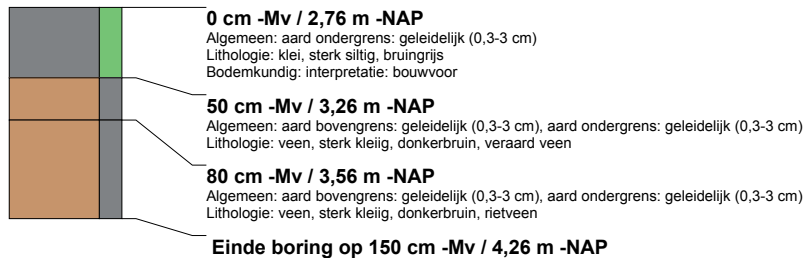 0 cm -Mv / 2,76 m -NAP
Algemeen: aard ondergrens: geleidelijk (0,3-3 cm)
Lithologie: klei, sterk siltig, bruingrijs
Bodemkundig: interpretatie: bouwvoor
50 cm -Mv / 3,26 m -NAP
Algemeen: aard bovengrens: geleidelijk (0,3-3 cm), aard ondergrens: geleidelijk (0,3-3 cm)
Lithologie: veen, sterk kleiig, donkerbruin, veraard veen
80 cm -Mv / 3,56 m -NAP
Algemeen: aard bovengrens: geleidelijk (0,3-3 cm), aard ondergrens: geleidelijk (0,3-3 cm)
Lithologie: veen, sterk kleiig, donkerbruin, rietveen
Einde boring op 150 cm -Mv / 4,26 m -NAP